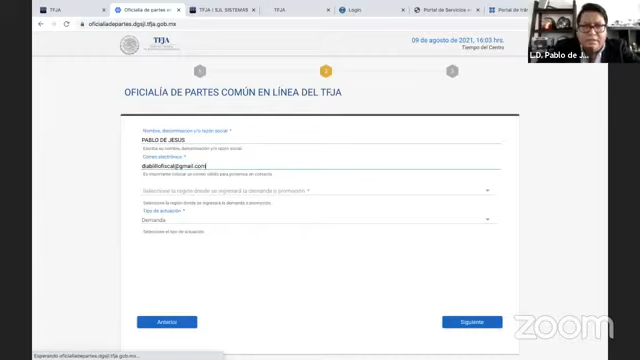 TFJA
Oficialía de partes e
TFJA | SJL SISTEMAS
TFJA
Login
Portal de Servicios
Portal de trám
oficialiadepartes.dgsjl.tfja.gob.mx
TFJA
09 de agosto de 2021, 16:03 hrs.
Tiempo del Centro
L.D. Pablo de J...
1
2
3
OFICIALÍA DE PARTES COMÚN EN LÍNEA DEL TFJA
Nombre, denominación y/o razón social *
PABLO DE JESUS
Escriba su nombre, denominación y/o razón social
Correo electrónico: *
diablillofiscal@gmail.com
Es importante colocar un correo válido para ponernos en contacto
Seleccione la región donde se ingresará la demanda o promoción *
Seleccione la región donde se ingresará la demanda o promoción.
Tipo de actuación *
Demanda
Seleccione el tipo de actuación
Anterior
Siguiente
zoom
Esperando oficialiadepartes.dgsjl.tfja.gob.mx...